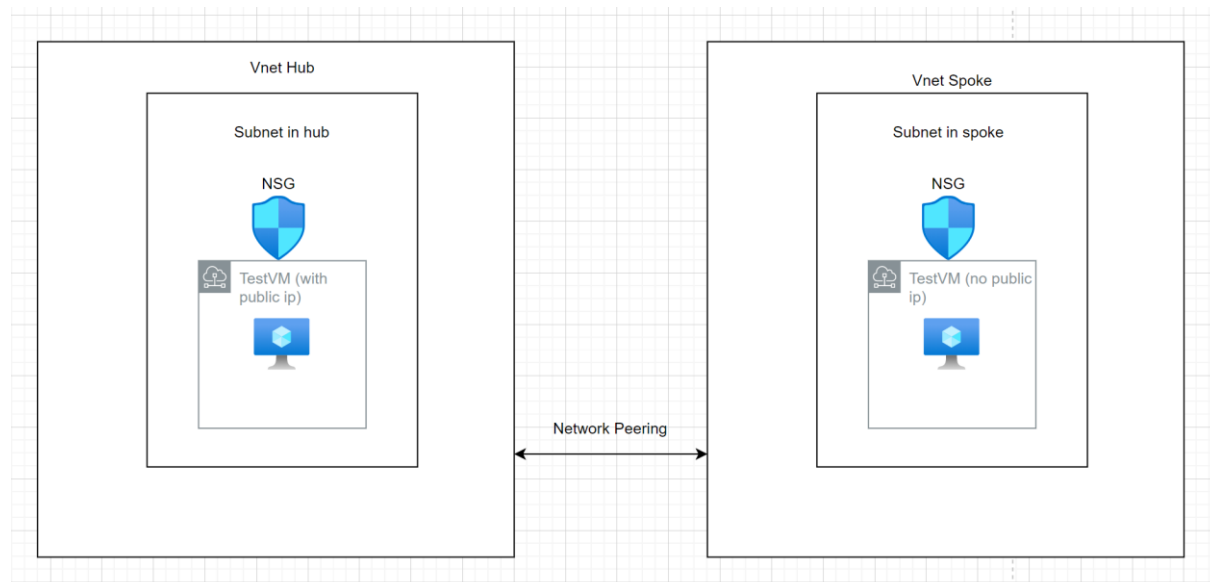 Vnet Hub
Subnet in hub
NSG
TestVM (with
public ip)
Network Peering
Vnet Spoke
Subnet in spoke
NSG
TestVM (no public
ip)